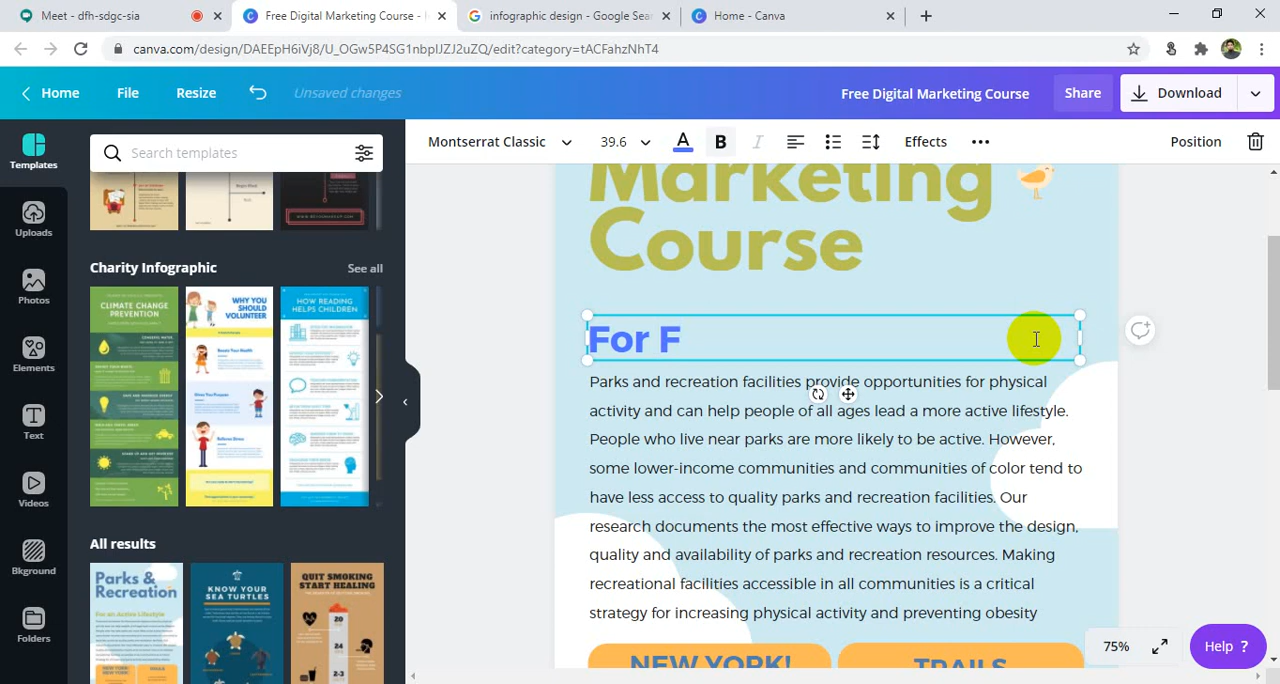 Meet - dfh-sdgc-sia
Free Digital Marketing Course -
infographic design - Google Sear
Home - Canva
canva.com/design/DAEEpH6iVj8/U_OGw5P4SG1nbpIJZJ2uZQ/edit?category=tACFahzNhT4
Home
File
Resize
Unsaved changes
Free Digital Marketing Course
Share
Download
Templates
Search templates
Montserrat Classic
39.6
A
B
I
Effects
Position
Uploads
Photos
Elements
Text
Videos
Bkground
Folders
Charity Infographic
See all
CLIMATE CHANGE
PREVENTION
WHY YOU
SHOULD
VOLUNTEER
HOW READING
HELPS CHILDREN
All results
Parks &
Recreation
For an Active Lifestyle
KNOW YOUR
SEA TURTLES
QUIT SMOKING
START HEALING
Marketing
Course
For F
Parks and recreation centers provide opportunities for physical
activity and can help people of all ages lead a more active lifestyle.
People who live near parks are more likely to be active. However,
some lower-income communities and communities of color tend to
have less access to quality parks and recreation facilities. Our
research documents the most effective ways to improve the design,
quality and availability of parks and recreation resources. Making
recreational facilities accessible in all communities is a critical
strategy for increasing physical activity and preventing obesity
75%
Help ?